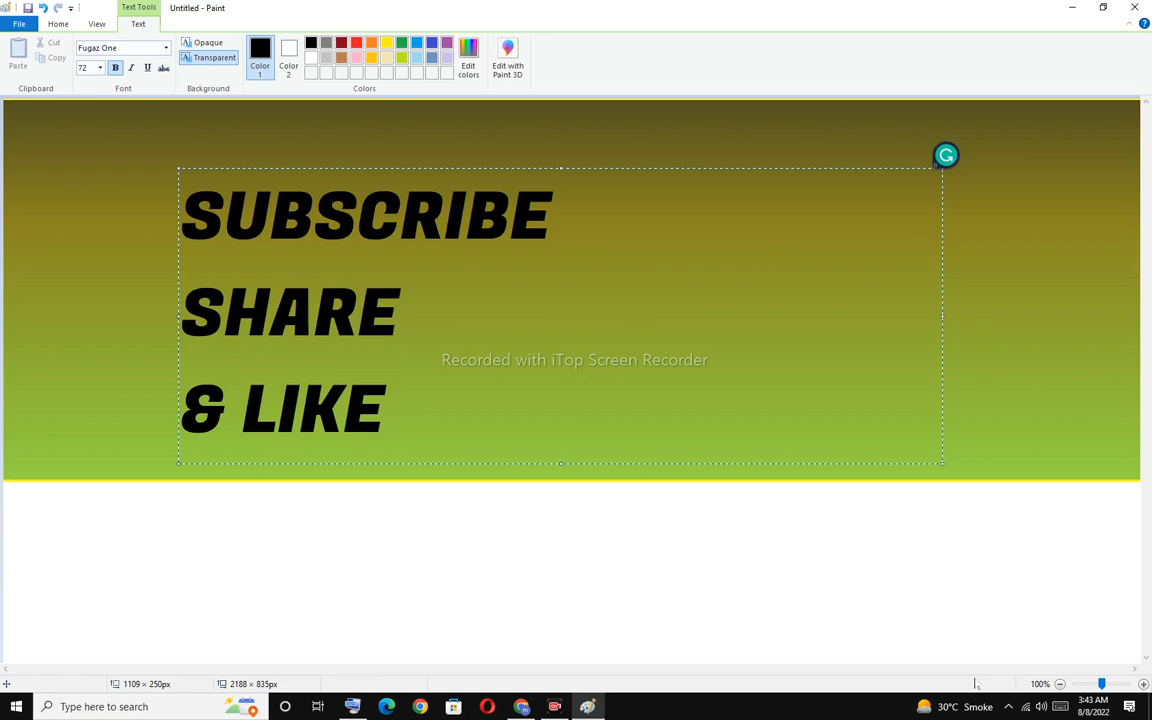 Text Tools
Untitled - Paint
File Home View Text
Paste
Cut
Copy
Clipboard
Fugaz One
72
B I U abc
Font
Opaque
Transparent
Background
Color 1
Color 2
Edit colors
Colors
Edit with Paint 3D
SUBSCRIBE
SHARE
& LIKE
Recorded with iTop Screen Recorder
1109 × 250px
2188 × 835px
100%
Type here to search
30°C Smoke
3:43 AM
8/8/2022